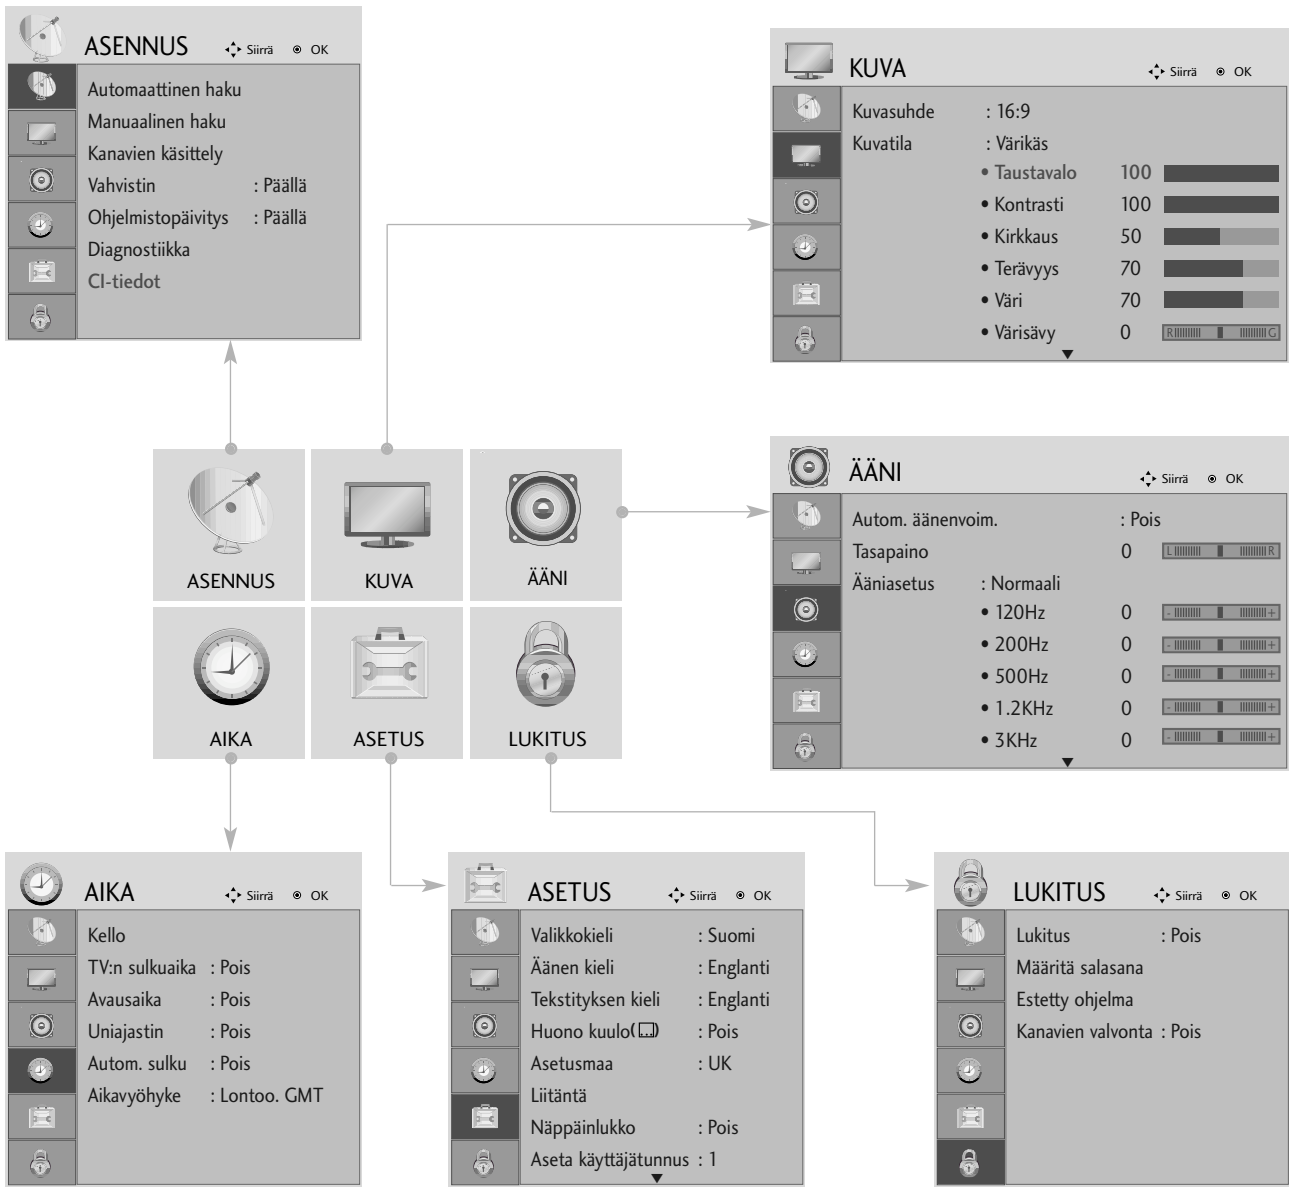 ASENNUS Siirrä OK
Automaattinen haku
Manuaalinen haku
Kanavien käsittely
Vahvistin : Päällä
Ohjelmistopäivitys : Päällä
Diagnostiikka
CI-tiedot
KUVA Siirrä OK
Kuvasuhde : 16:9
Kuvatila : Värikäs
• Taustavalo 100
• Kontrasti 100
• Kirkkaus 50
• Terävyys 70
• Väri 70
• Värisävy 0 R G
ASENNUS KUVA ÄÄNI
AIKA ASETUS LUKITUS
ÄÄNI Siirrä OK
Autom. äänenvoim. : Pois
Tasapaino 0 L R
Ääniasetus : Normaali
• 120Hz 0 - +
• 200Hz 0 - +
• 500Hz 0 - +
• 1.2KHz 0 - +
• 3KHz 0 - +
AIKA Siirrä OK
Kello
TV:n sulkuaika : Pois
Avausaika : Pois
Uniajastin : Pois
Autom. sulku : Pois
Aikavyöhyke : Lontoo. GMT
ASETUS Siirrä OK
Valikkokieli : Suomi
Äänen kieli : Englanti
Tekstityksen kieli : Englanti
Huono kuulo( ) : Pois
Asetusmaa : UK
Liitäntä
Näppäinlukko : Pois
Aseta käyttäjätunnus : 1
LUKITUS Siirrä OK
Lukitus : Pois
Määritä salasana
Estetty ohjelma
Kanavien valvonta : Pois